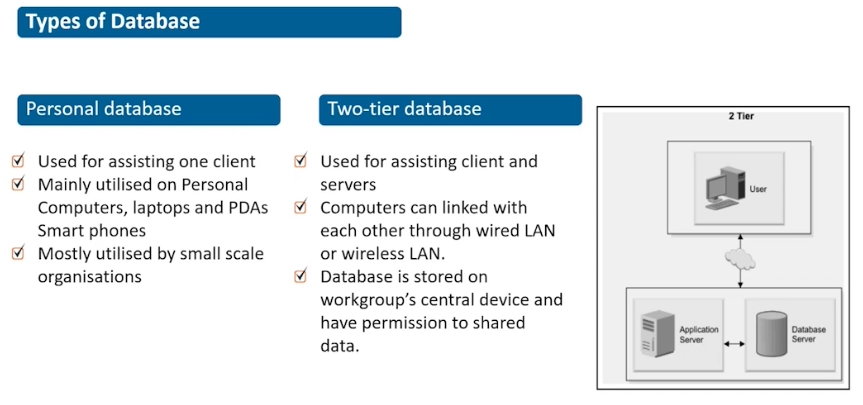 Types of Database
Personal database
Used for assisting one client
Mainly utilised on Personal
Computers, laptops and PDAs
Smart phones
Mostly utilised by small scale
organisations
Two-tier database
Used for assisting client and
servers
Computers can linked with
each other through wired LAN
or wireless LAN.
Database is stored on
workgroup's central device and
have permission to shared
data.
2 Tier
User
Application
Server
Database
Server